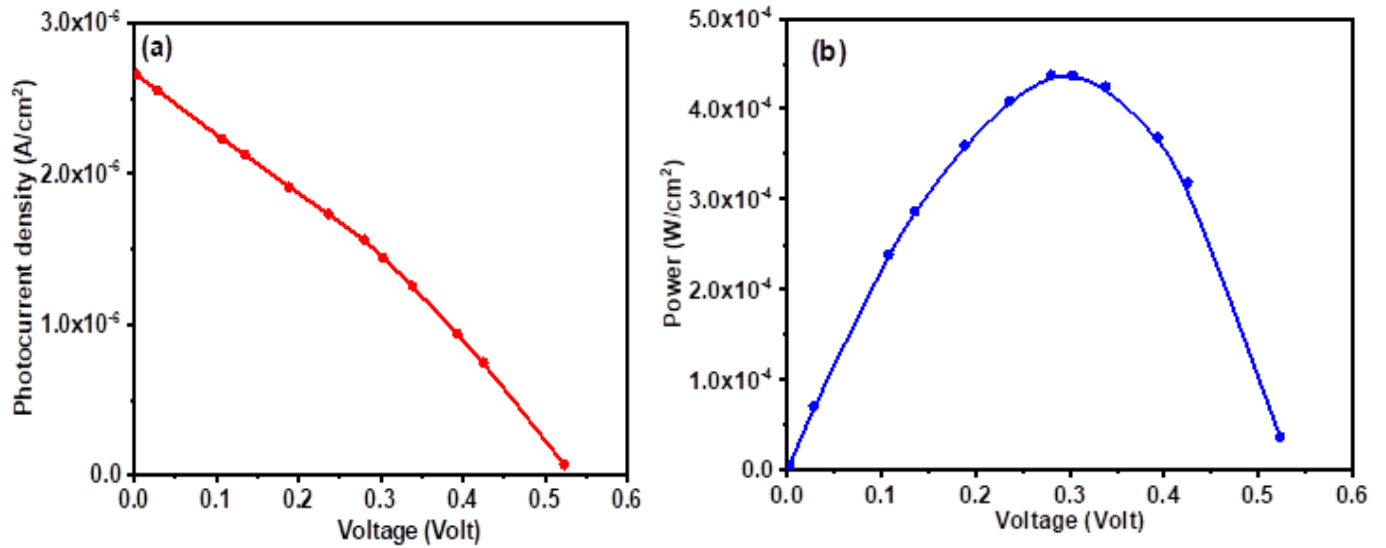 (a)
Photocurrent density (A/cm²)
3.0x10⁻⁶
2.0x10⁻⁶
1.0x10⁻⁶
0.0
0.0 0.1 0.2 0.3 0.4 0.5 0.6
Voltage (Volt)
(b)
Power (W/cm²)
5.0x10⁻⁴
4.0x10⁻⁴
3.0x10⁻⁴
2.0x10⁻⁴
1.0x10⁻⁴
0.0
0.0 0.1 0.2 0.3 0.4 0.5 0.6
Voltage (Volt)